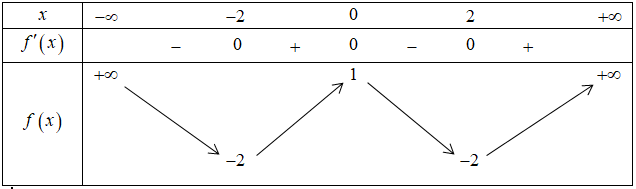 x −∞ −2 0 2 +∞
f′(x) − 0 + 0 − 0 +
+∞ 1 +∞
f(x)
−2 −2
.